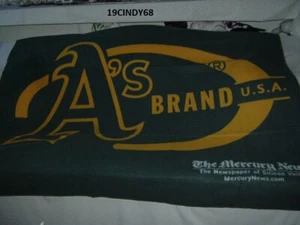 19CINDY68
A's
®
BRAND
U.S.A.
The Mercury News
The Newspaper of Silicon Valley
MercuryNews.com